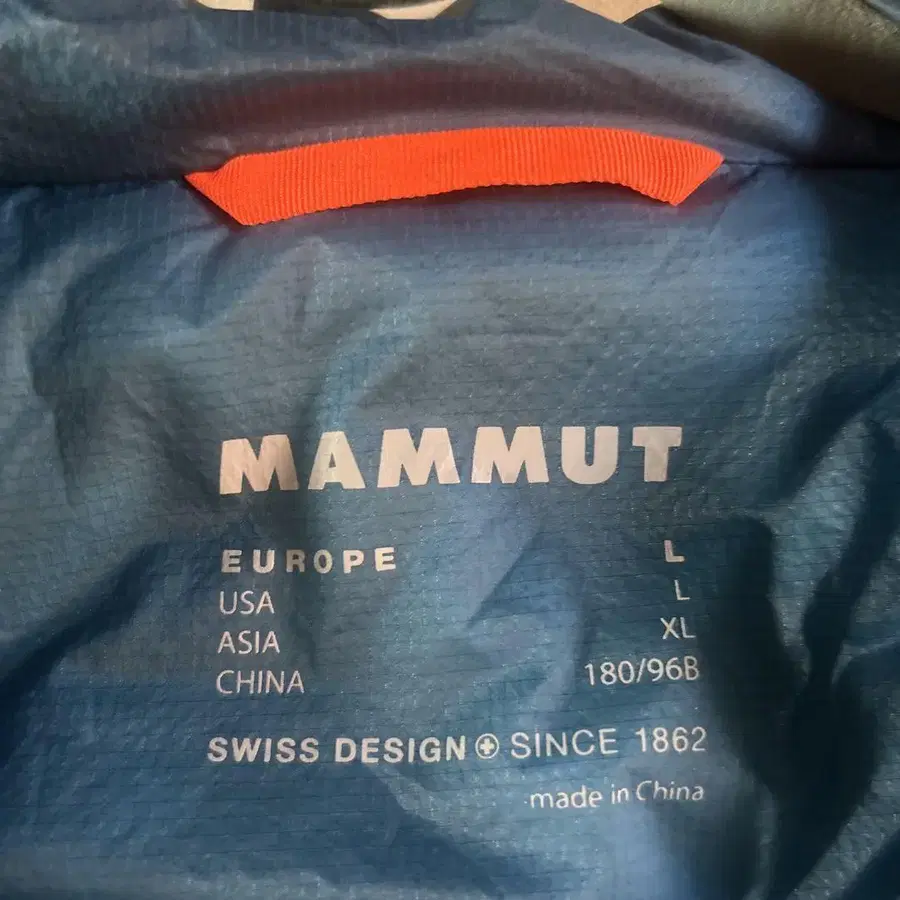 MAMMUT
EUROPE L
USA L
ASIA XL
CHINA 180/96B
SWISS DESIGN SINCE 1862
made in China